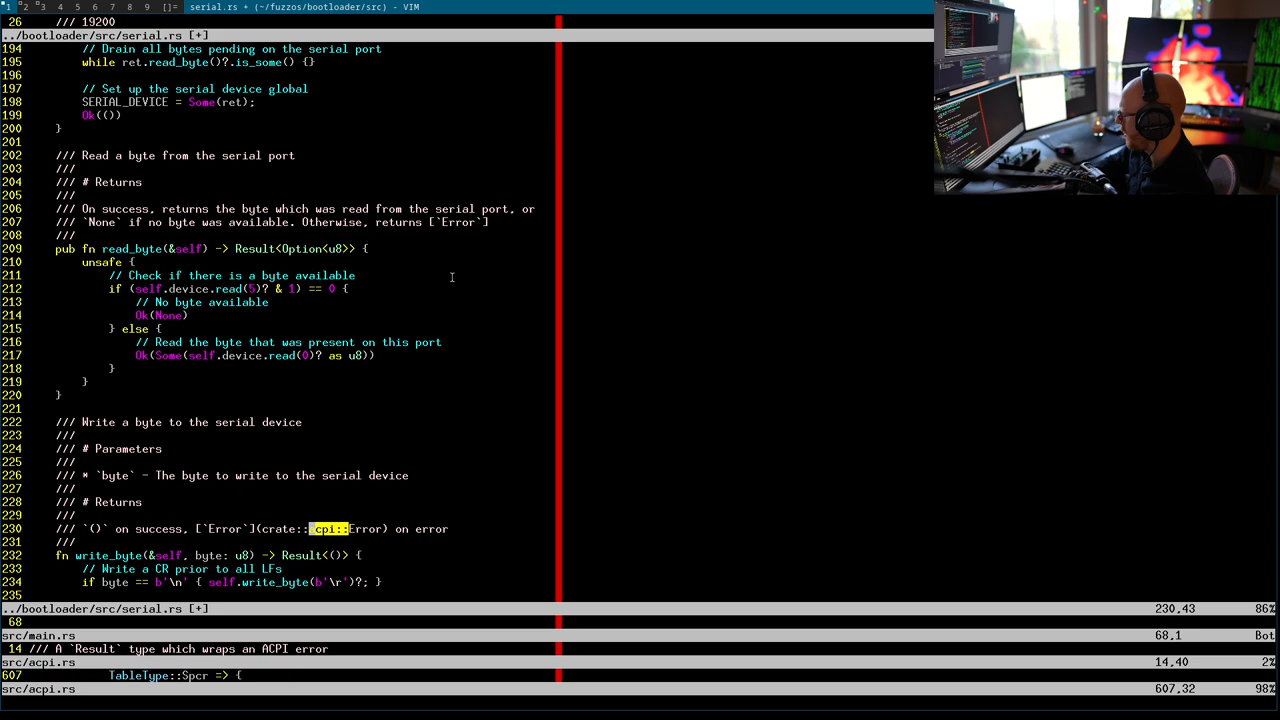 1 2 3 4 5 6 7 8 9 []= serial.rs + (~/fuzzos/bootloader/src) - VIM
26     /// 19200
../bootloader/src/serial.rs [+]
194         // Drain all bytes pending on the serial port
195         while ret.read_byte()?.is_some() {}
196
197         // Set up the serial device global
198         SERIAL_DEVICE = Some(ret);
199         Ok(())
200     }
201
202     /// Read a byte from the serial port
203     ///
204     /// # Returns
205     ///
206     /// On success, returns the byte which was read from the serial port, or
207     /// `None` if no byte was available. Otherwise, returns [`Error`]
208     ///
209     pub fn read_byte(&self) -> Result<Option<u8>> {
210         unsafe {
211             // Check if there is a byte available
212             if (self.device.read(5)? & 1) == 0 {
213                 // No byte available
214                 Ok(None)
215             } else {
216                 // Read the byte that was present on this port
217                 Ok(Some(self.device.read(0)? as u8))
218             }
219         }
220     }
221
222     /// Write a byte to the serial device
223     ///
224     /// # Parameters
225     ///
226     /// * `byte` - The byte to write to the serial device
227     ///
228     /// # Returns
229     ///
230     /// `()` on success, [`Error`](crate::acpi::Error) on error
231     ///
232     fn write_byte(&self, byte: u8) -> Result<()> {
233         // Write a CR prior to all LFs
234         if byte == b'\n' { self.write_byte(b'\r')?; }
235
../bootloader/src/serial.rs [+] 230,43 86%
68
src/main.rs 68,1 Bot
14 /// A `Result` type which wraps an ACPI error
src/acpi.rs 14,40 2%
607             TableType::Spcr => {
src/acpi.rs 607,32 98%